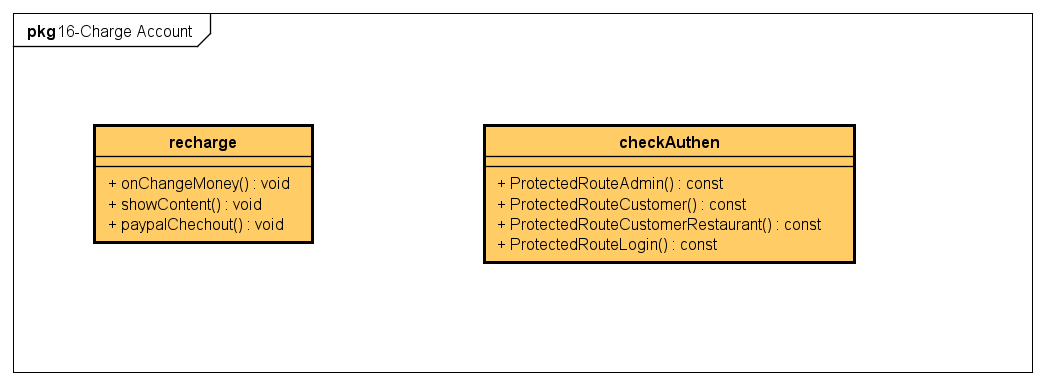 pkg 16-Charge Account
recharge
+ onChangeMoney() : void
+ showContent() : void
+ paypalChechout() : void
checkAuthen
+ ProtectedRouteAdmin() : const
+ ProtectedRouteCustomer() : const
+ ProtectedRouteCustomerRestaurant() : const
+ ProtectedRouteLogin() : const